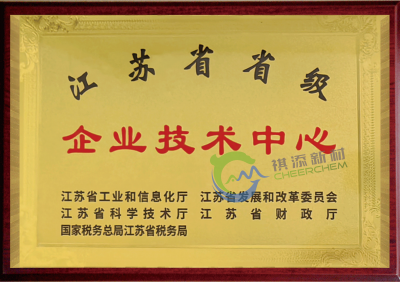 江苏省省级
企业技术中心
祺添新材
CHEERCHEM
江苏省工业和信息化厅 江苏省发展和改革委员会
江苏省科学技术厅 江苏省财政厅
国家税务总局江苏省税务局